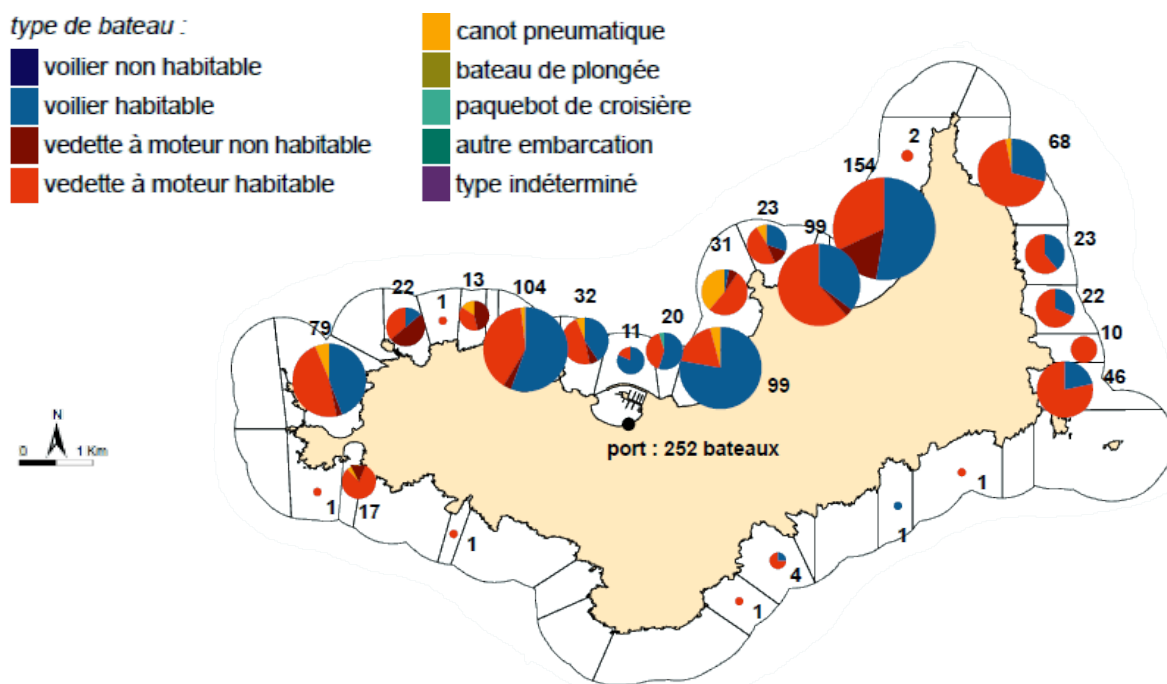 type de bateau :
voilier non habitable
voilier habitable
vedette à moteur non habitable
vedette à moteur habitable
canot pneumatique
bateau de plongée
paquebot de croisière
autre embarcation
type indéterminé
2
68
154
23
99
23
31
22
13
104
32
1
11
20
22
79
10
99
46
N
0 1 Km
port : 252 bateaux
1
17
1
1
1
4
1